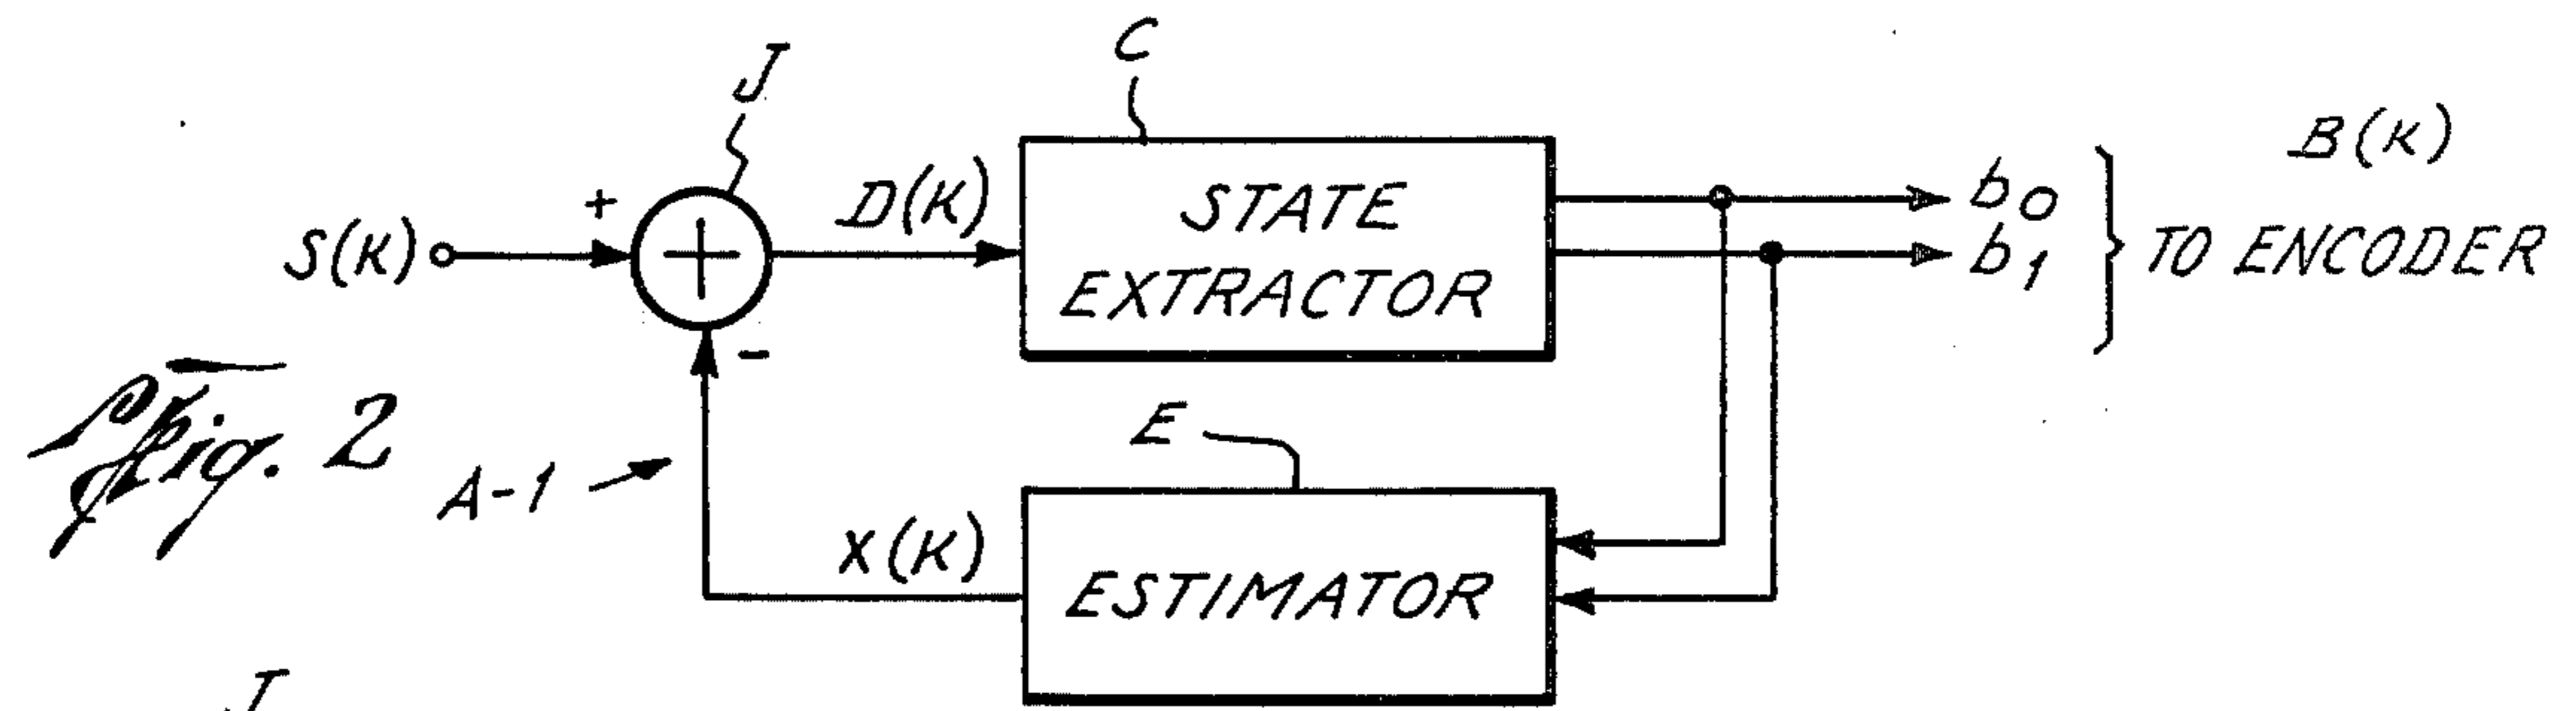 C
J
B(K)
+
D(K)
STATE
EXTRACTOR
b0
b1
TO ENCODER
S(K)
-
Fig. 2
A-1
E
X(K)
ESTIMATOR
J